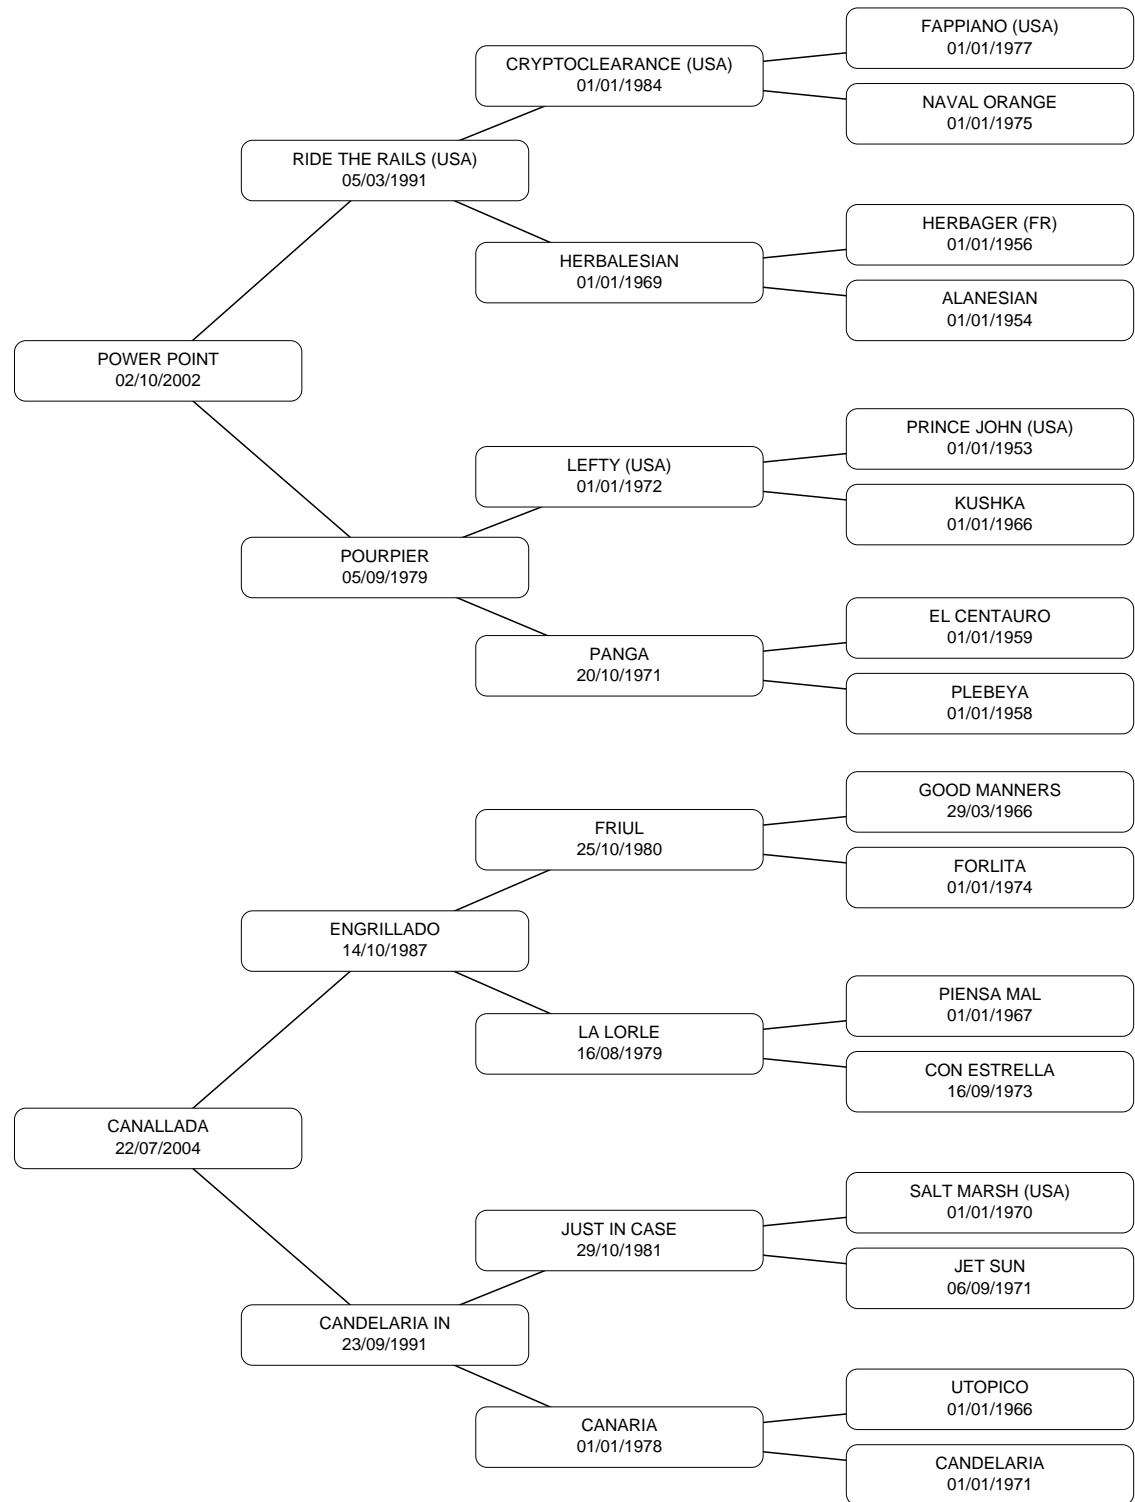 FAPPIANO (USA)
01/01/1977
CRYPTOCLEARANCE (USA)
01/01/1984
NAVAL ORANGE
01/01/1975
RIDE THE RAILS (USA)
05/03/1991
HERBAGER (FR)
01/01/1956
HERBALESIAN
01/01/1969
ALANESIAN
01/01/1954
POWER POINT
02/10/2002
PRINCE JOHN (USA)
01/01/1953
LEFTY (USA)
01/01/1972
KUSHKA
01/01/1966
POURPIER
05/09/1979
EL CENTAURO
01/01/1959
PANGA
20/10/1971
PLEBEYA
01/01/1958
GOOD MANNERS
29/03/1966
FRIUL
25/10/1980
FORLITA
01/01/1974
ENGRILLADO
14/10/1987
PIENSA MAL
01/01/1967
LA LORLE
16/08/1979
CON ESTRELLA
16/09/1973
CANALLADA
22/07/2004
SALT MARSH (USA)
01/01/1970
JUST IN CASE
29/10/1981
JET SUN
06/09/1971
CANDELARIA IN
23/09/1991
UTOPICO
01/01/1966
CANARIA
01/01/1978
CANDELARIA
01/01/1971